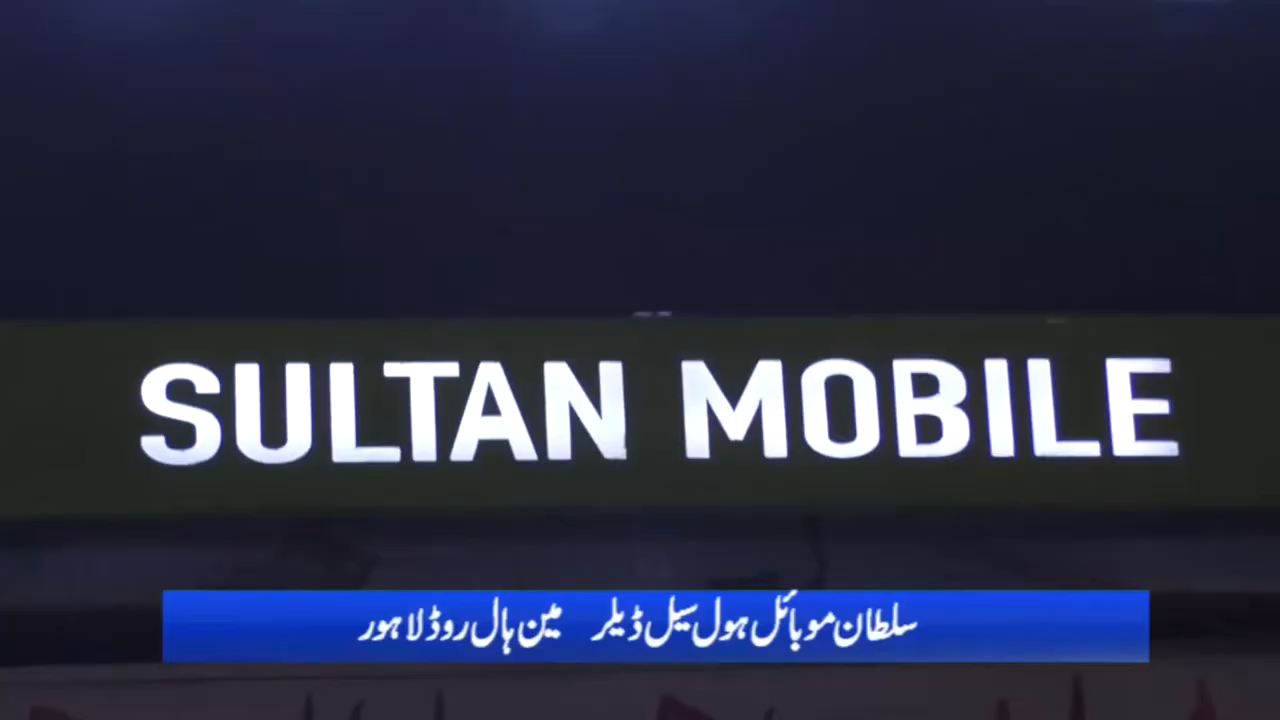 SULTAN MOBILE
سلطان موبائل ہول سیل ڈیلر مین ہال روڈ لاہور